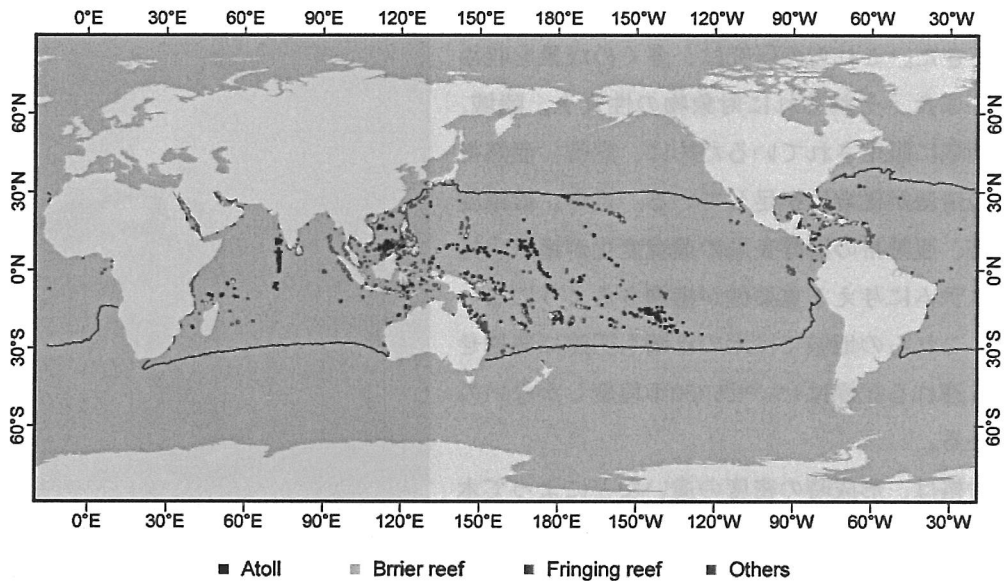 0°E 30°E 60°E 90°E 120°E 150°E 180°E 150°W 120°W 90°W 60°W 30°W
60°N 60°N
30°N 30°N
0°N 0°N
30°S 30°S
60°S 60°S
0°E 30°E 60°E 90°E 120°E 150°E 180°E 150°W 120°W 90°W 60°W 30°W
Atoll Brrier reef Fringing reef Others